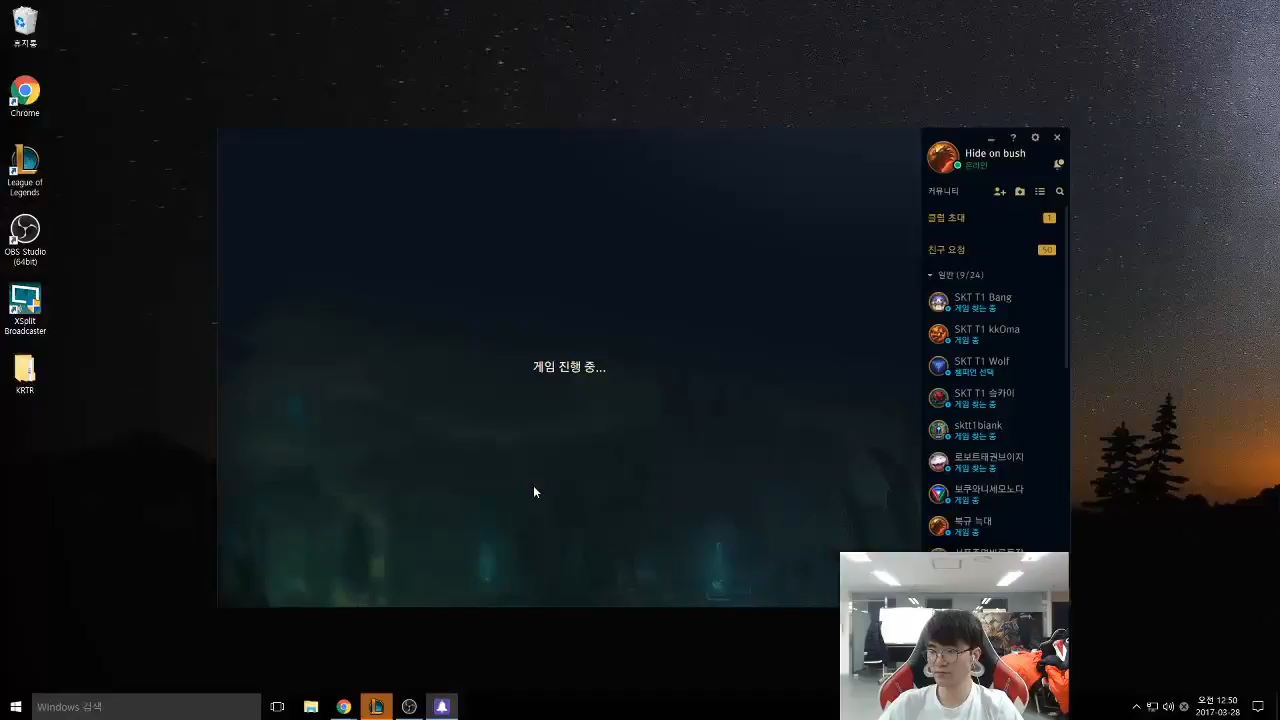 휴지통
Chrome
League of
Legends
OBS Studio
(64bit)
XSplit
Broadcaster
KRTR
게임 진행 중...
Hide on bush
온라인
커뮤니티
클럽 초대
1
친구 요청
50
일반 (9/24)
SKT T1 Bang
게임 찾는 중
SKT T1 kkOma
게임 중
SKT T1 Wolf
챔피언 선택
SKT T1 슼카이
게임 찾는 중
게임 찾는 중
로보트태권브이지
게임 찾는 중
보쿠와니세모노다
게임 중
북규 늑대
게임 중
Windows 검색
오전 12:50